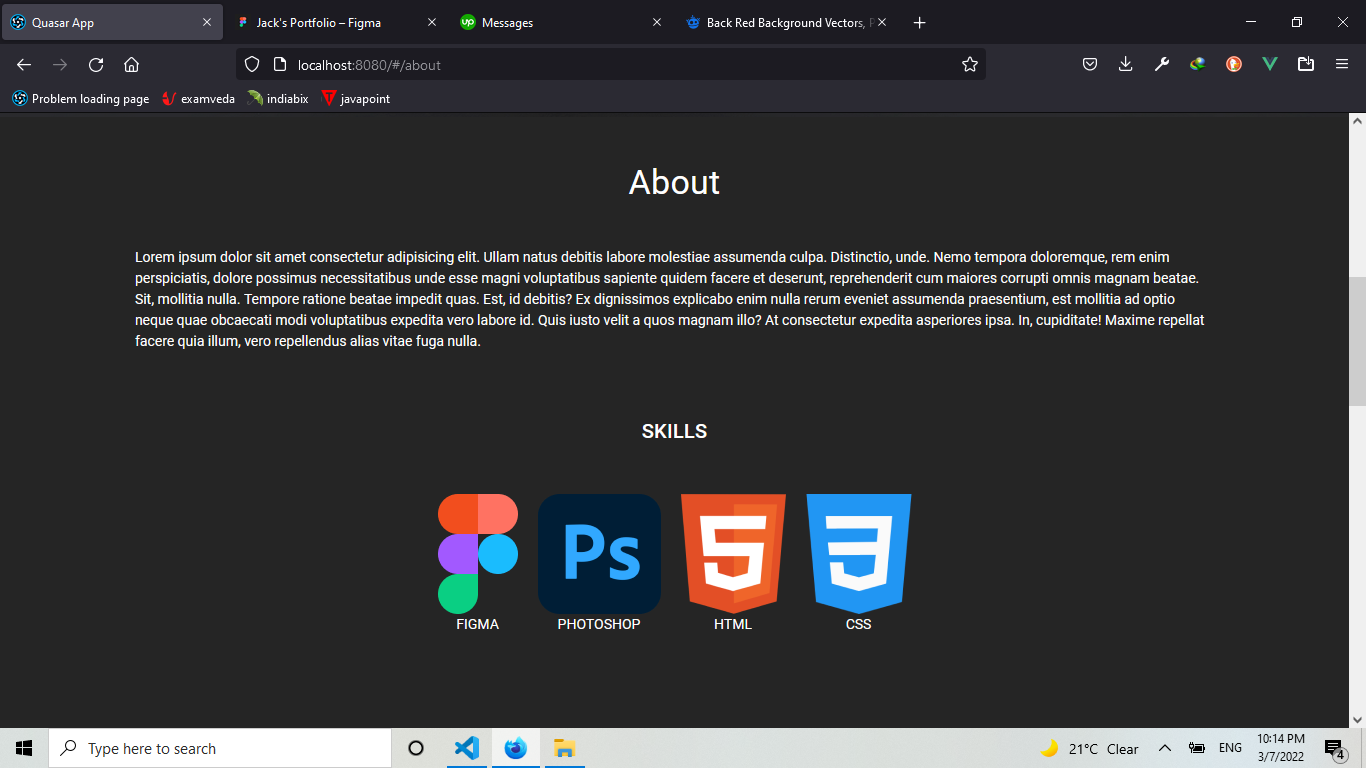 Quasar App
Jack's Portfolio – Figma
up Messages
Back Red Background Vectors,
localhost:8080/#/about
Problem loading page
examveda
indiabix
javapoint
About
Lorem ipsum dolor sit amet consectetur adipisicing elit. Ullam natus debitis labore molestiae assumenda culpa. Distinctio, unde. Nemo tempora doloremque, rem enim
perspiciatis, dolore possimus necessitatibus unde esse magni voluptatibus sapiente quidem facere et deserunt, reprehenderit cum maiores corrupti omnis magnam beatae.
Sit, mollitia nulla. Tempore ratione beatae impedit quas. Est, id debitis? Ex dignissimos explicabo enim nulla rerum eveniet assumenda praesentium, est mollitia ad optio
neque quae obcaecati modi voluptatibus expedita vero labore id. Quis iusto velit a quos magnam illo? At consectetur expedita asperiores ipsa. In, cupiditate! Maxime repellat
facere quia illum, vero repellendus alias vitae fuga nulla.
SKILLS
Ps
5
3
FIGMA
PHOTOSHOP
HTML
CSS
Type here to search
21°C Clear
ENG
10:14 PM
3/7/2022
4